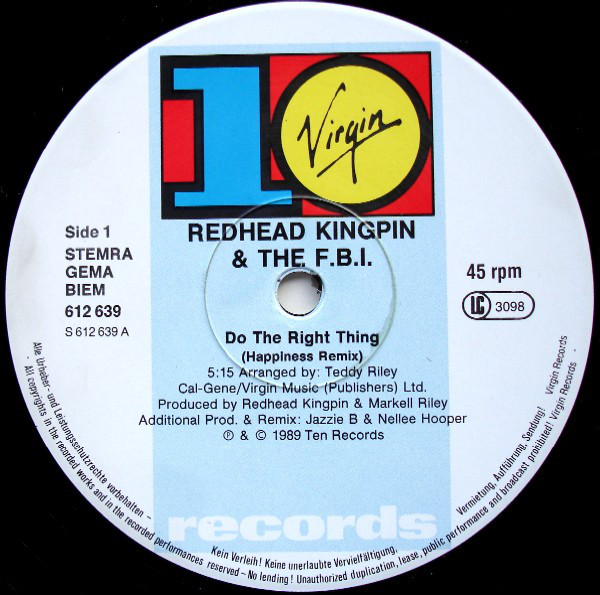 10
Virgin
REDHEAD KINGPIN
& THE F.B.I.
Side 1
STEMRA
GEMA
BIEM
612 639
S 612 639 A
45 rpm
LC 3098
Do The Right Thing
(Happiness Remix)
5:15 Arranged by: Teddy Riley
Cal-Gene/Virgin Music (Publishers) Ltd.
Produced by Redhead Kingpin & Markell Riley
Additional Prod. & Remix: Jazzie B & Nellee Hooper
Ⓟ & © 1989 Ten Records
records
Alle Urheber- und Leistungsschutzrechte vorbehalten - Kein Verleih! Keine unerlaubte Vervielfältigung, Vermietung, Aufführung, Sendung! Virgin Records
- All copyrights in the recorded works and in the recorded performances reserved - No lending! Unauthorized duplication, lease, public performance and broadcast prohibited! Virgin Records -